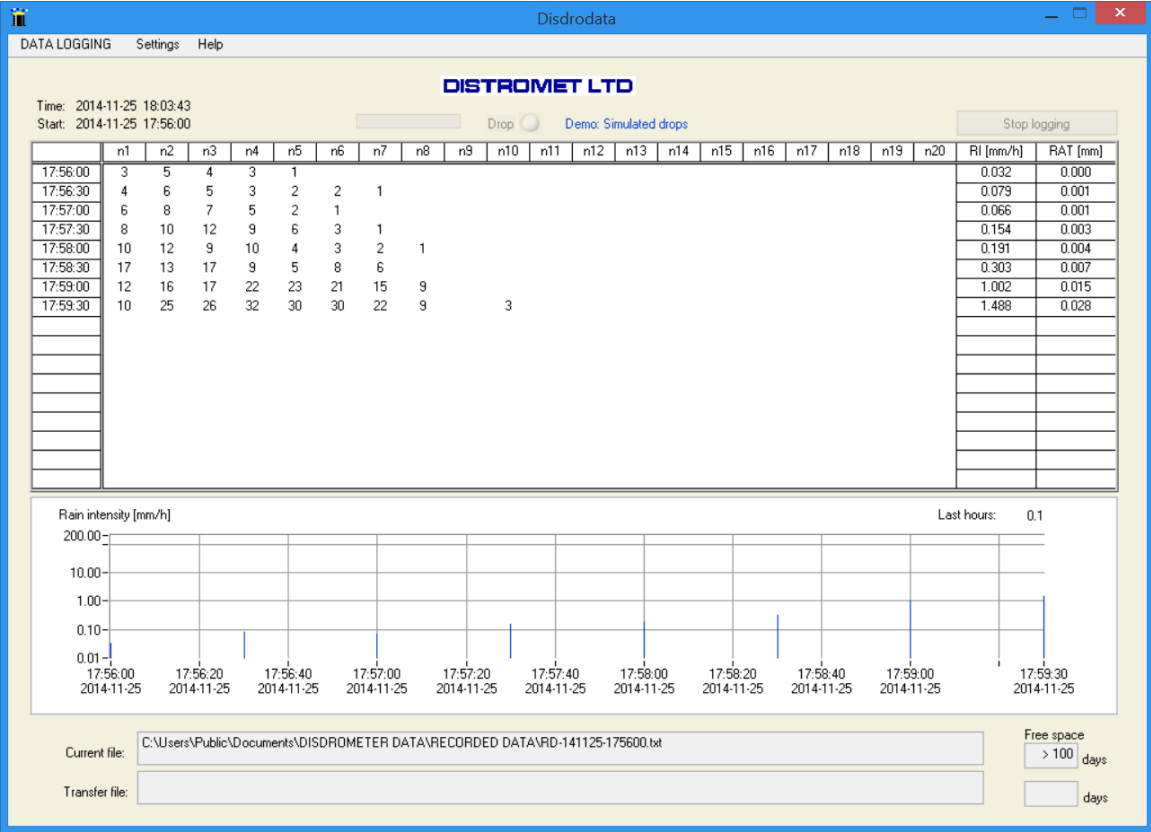 Disdrodata
DATA LOGGING Settings Help
DISTROMET LTD
Time: 2014-11-25 18:03:43
Start: 2014-11-25 17:56:00 Drop Demo: Simulated drops Stop logging
n1 n2 n3 n4 n5 n6 n7 n8 n9 n10 n11 n12 n13 n14 n15 n16 n17 n18 n19 n20 RI [mm/h] RAT [mm]
17:56:00 3 5 4 3 1 0.032 0.000
17:56:30 4 6 5 3 2 2 1 0.079 0.001
17:57:00 6 8 7 5 2 1 0.066 0.001
17:57:30 8 10 12 9 6 3 1 0.154 0.003
17:58:00 10 12 9 10 4 3 2 1 0.191 0.004
17:58:30 17 13 17 9 5 8 6 0.303 0.007
17:59:00 12 16 17 22 23 21 15 9 1.002 0.015
17:59:30 10 25 26 32 30 30 22 9 3 1.488 0.028
Rain intensity [mm/h] Last hours: 0.1
200.00
10.00
1.00
0.10
0.01
17:56:00 17:56:20 17:56:40 17:57:00 17:57:20 17:57:40 17:58:00 17:58:20 17:58:40 17:59:00 17:59:30
2014-11-25 2014-11-25 2014-11-25 2014-11-25 2014-11-25 2014-11-25 2014-11-25 2014-11-25 2014-11-25 2014-11-25 2014-11-25
Free space
Current file: C:\Users\Public\Documents\DISDROMETER DATA\RECORDED DATA\RD-141125-175600.txt > 100 days
Transfer file: days